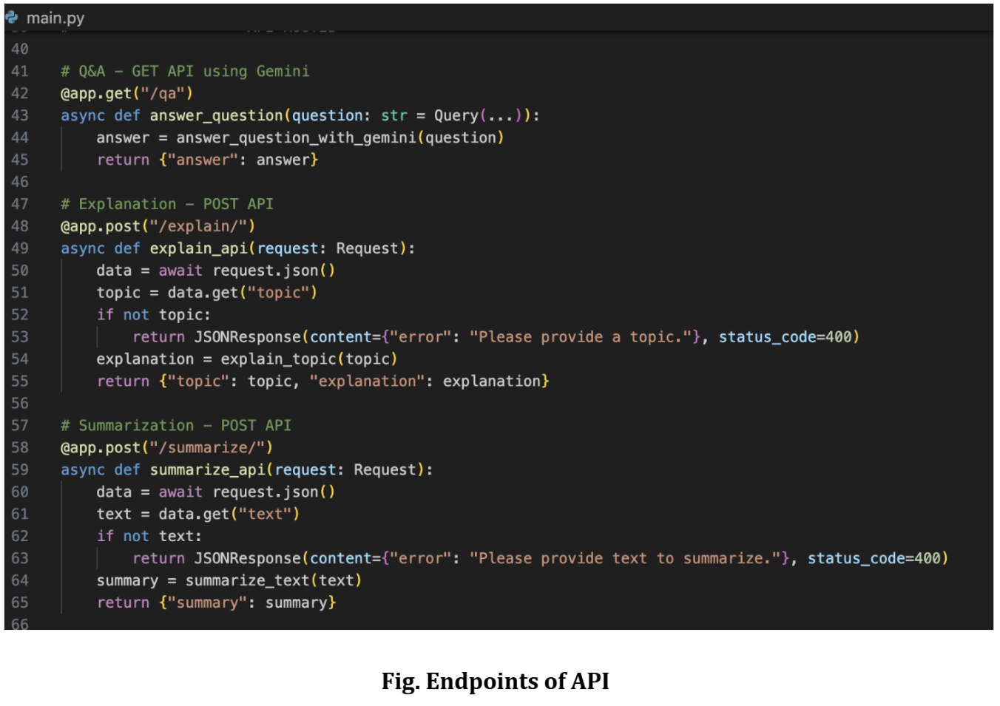 main.py
40
41 # Q&A – GET API using Gemini
42 @app.get("/qa")
43 async def answer_question(question: str = Query(...)):
44 answer = answer_question_with_gemini(question)
45 return {"answer": answer}
46
47 # Explanation – POST API
48 @app.post("/explain/")
49 async def explain_api(request: Request):
50 data = await request.json()
51 topic = data.get("topic")
52 if not topic:
53 return JSONResponse(content={"error": "Please provide a topic."}, status_code=400)
54 explanation = explain_topic(topic)
55 return {"topic": topic, "explanation": explanation}
56
57 # Summarization – POST API
58 @app.post("/summarize/")
59 async def summarize_api(request: Request):
60 data = await request.json()
61 text = data.get("text")
62 if not text:
63 return JSONResponse(content={"error": "Please provide text to summarize."}, status_code=400)
64 summary = summarize_text(text)
65 return {"summary": summary}
66
Fig. Endpoints of API